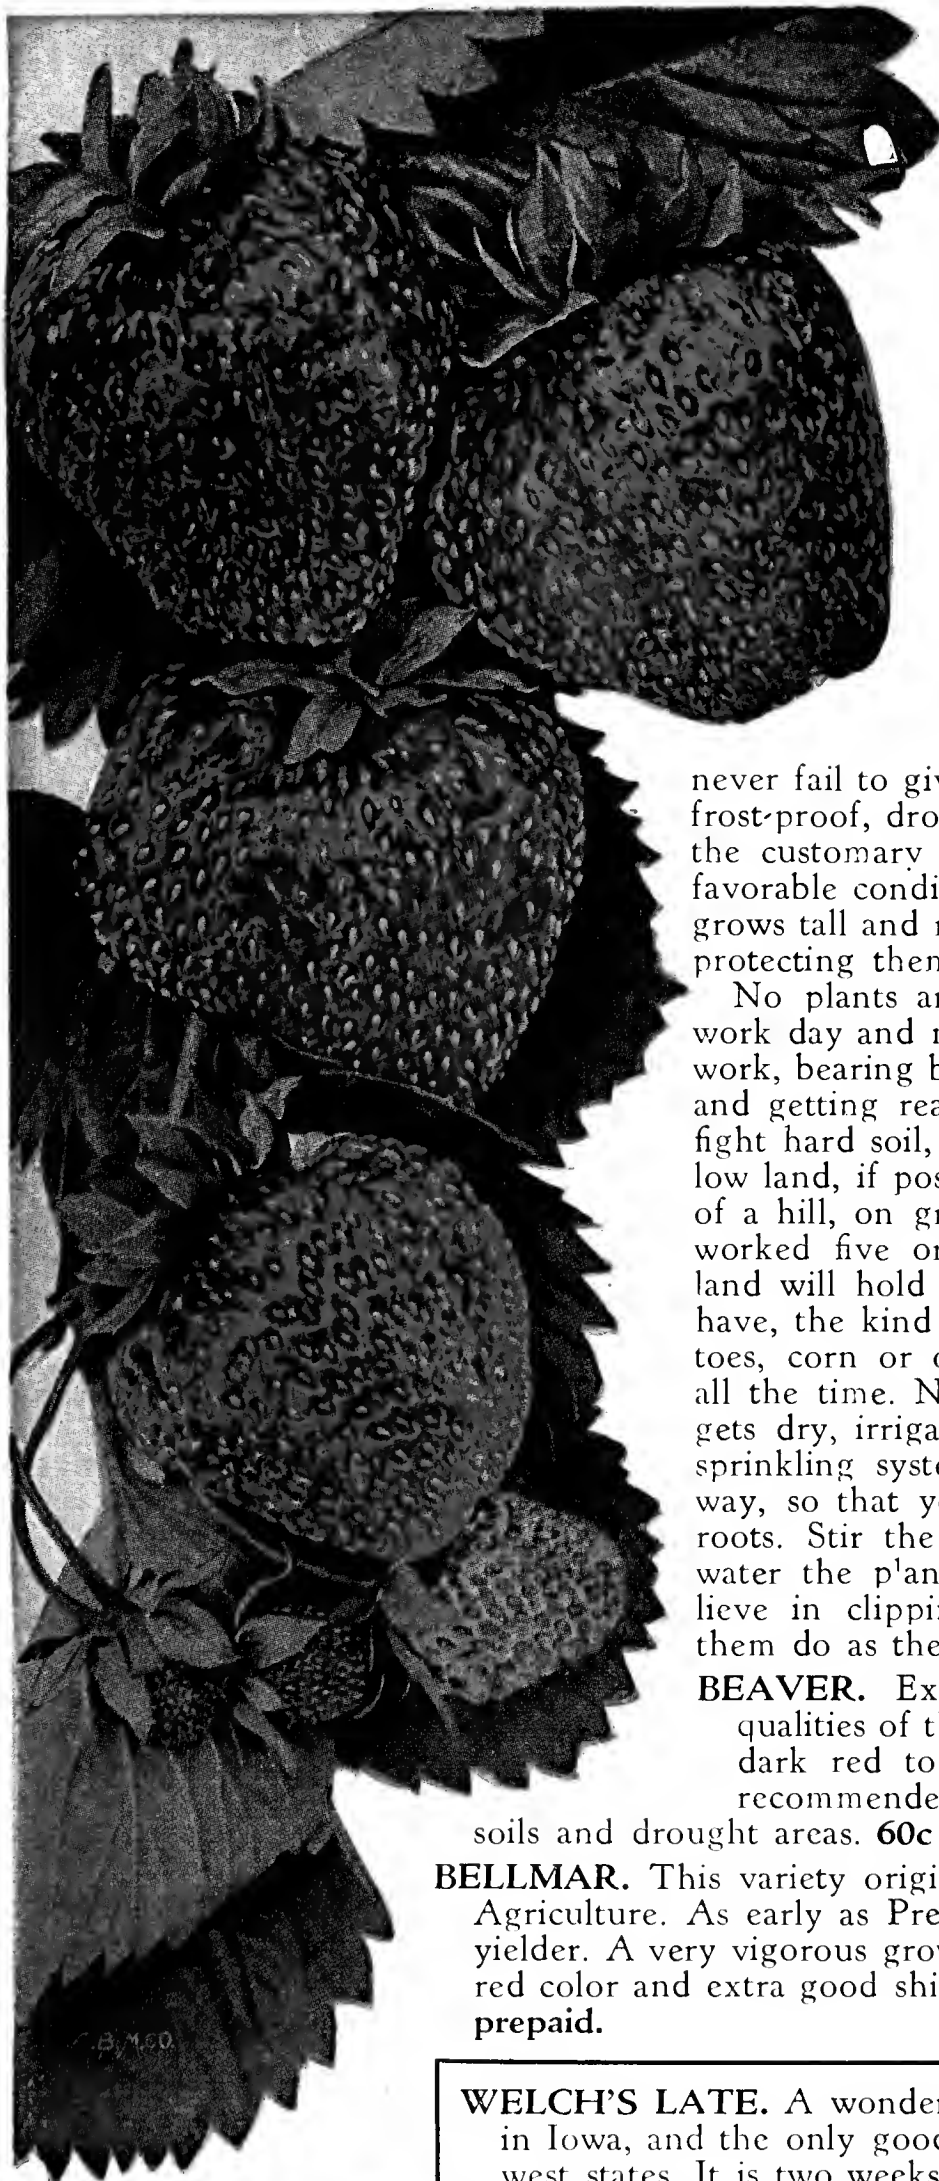 never fail to giv
frost-proof, dro
the customary
favorable condi
grows tall and r
protecting then
No plants ar
work day and r
work, bearing b
and getting rea
fight hard soil,
low land, if pos
of a hill, on gr
worked five or
land will hold
have, the kind
toes, corn or o
all the time. N
gets dry, irriga
sprinkling syste
way, so that y
roots. Stir the
water the plan
lieve in clippi
them do as the
BEAVER. Ex
qualities of t
dark red to
recommende
soils and drought areas. 60c
BELLMAR. This variety origi
Agriculture. As early as Pre
yielder. A very vigorous grov
red color and extra good shi
prepaid.
WELCH'S LATE. A wonder
in Iowa, and the only good
west states. It is two weeks
B.M.CO.